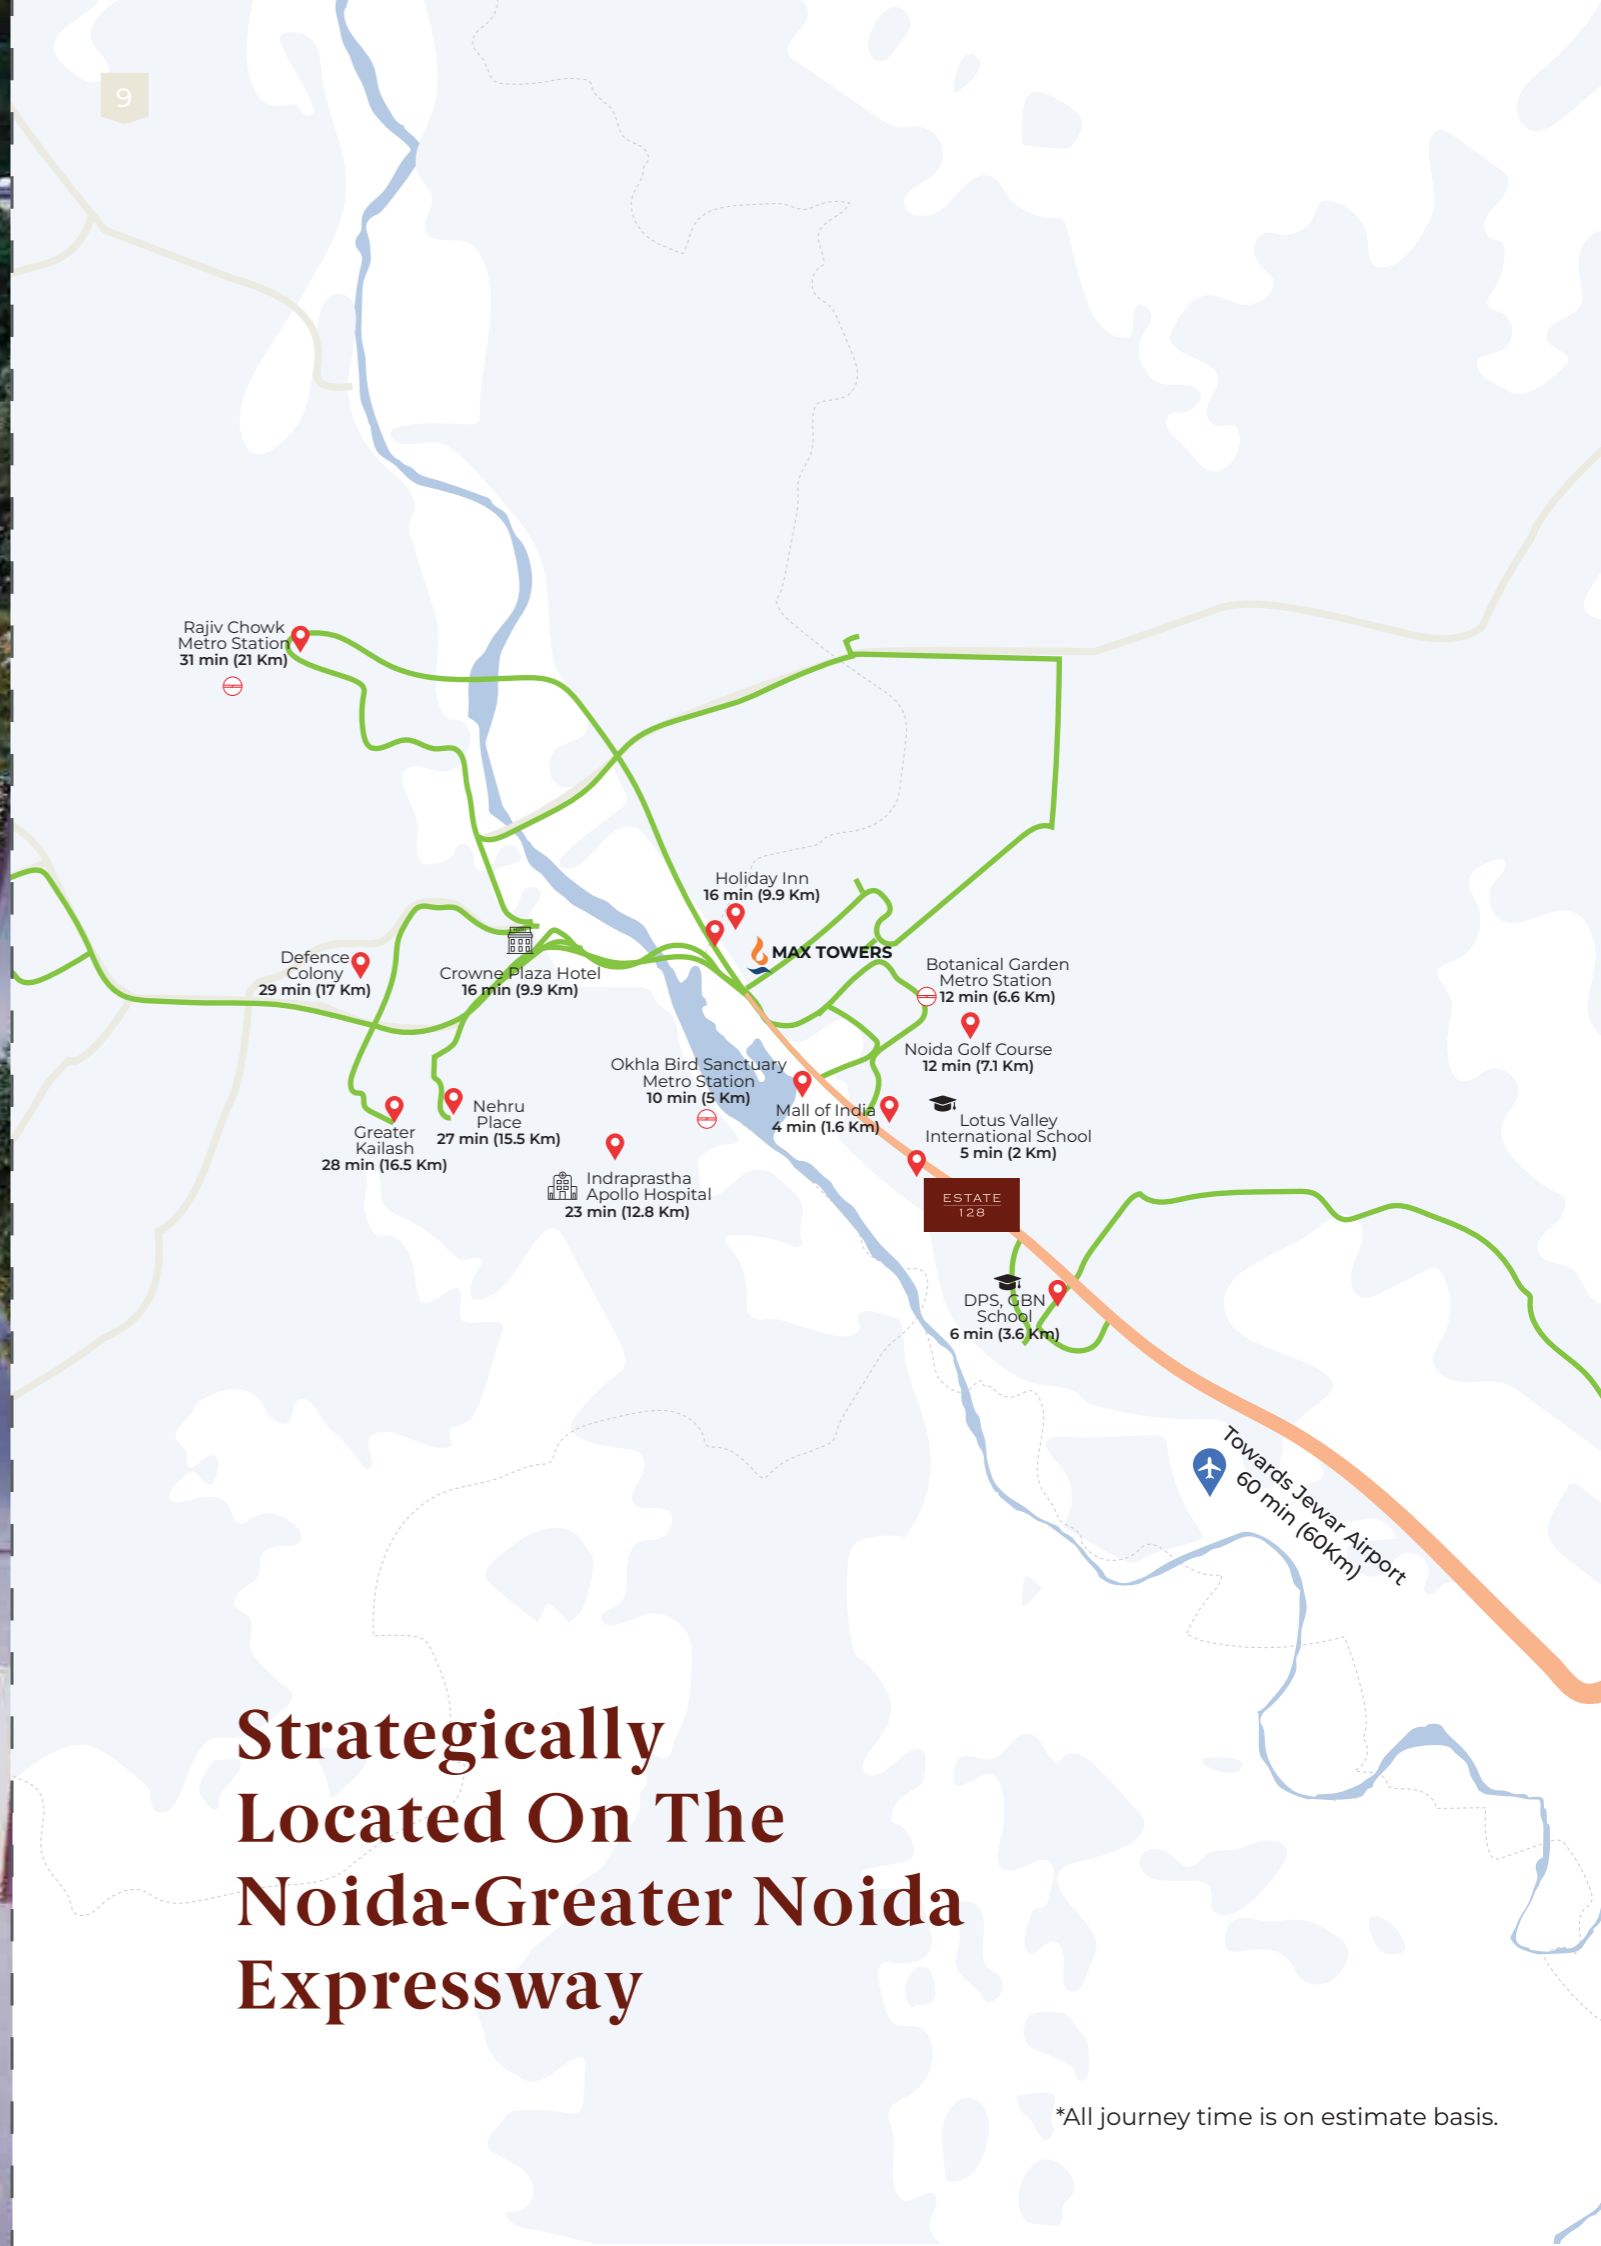 9
Rajiv Chowk
Metro Station
31 min (21 Km)
Holiday Inn
16 min (9.9 Km)
MAX TOWERS
Defence
Colony
29 min (17 Km)
Crowne Plaza Hotel
16 min (9.9 Km)
Botanical Garden
Metro Station
12 min (6.6 Km)
Noida Golf Course
12 min (7.1 Km)
Okhla Bird Sanctuary
Metro Station
10 min (5 Km)
Mall of India
4 min (1.6 Km)
Nehru
Place
27 min (15.5 Km)
Greater
Kailash
28 min (16.5 Km)
Lotus Valley
International School
5 min (2 Km)
Indraprastha
Apollo Hospital
23 min (12.8 Km)
ESTATE
128
DPS, GBN
School
6 min (3.6 Km)
Towards Jewar Airport
60 min (60Km)
Strategically
Located On The
Noida-Greater Noida
Expressway
*All journey time is on estimate basis.